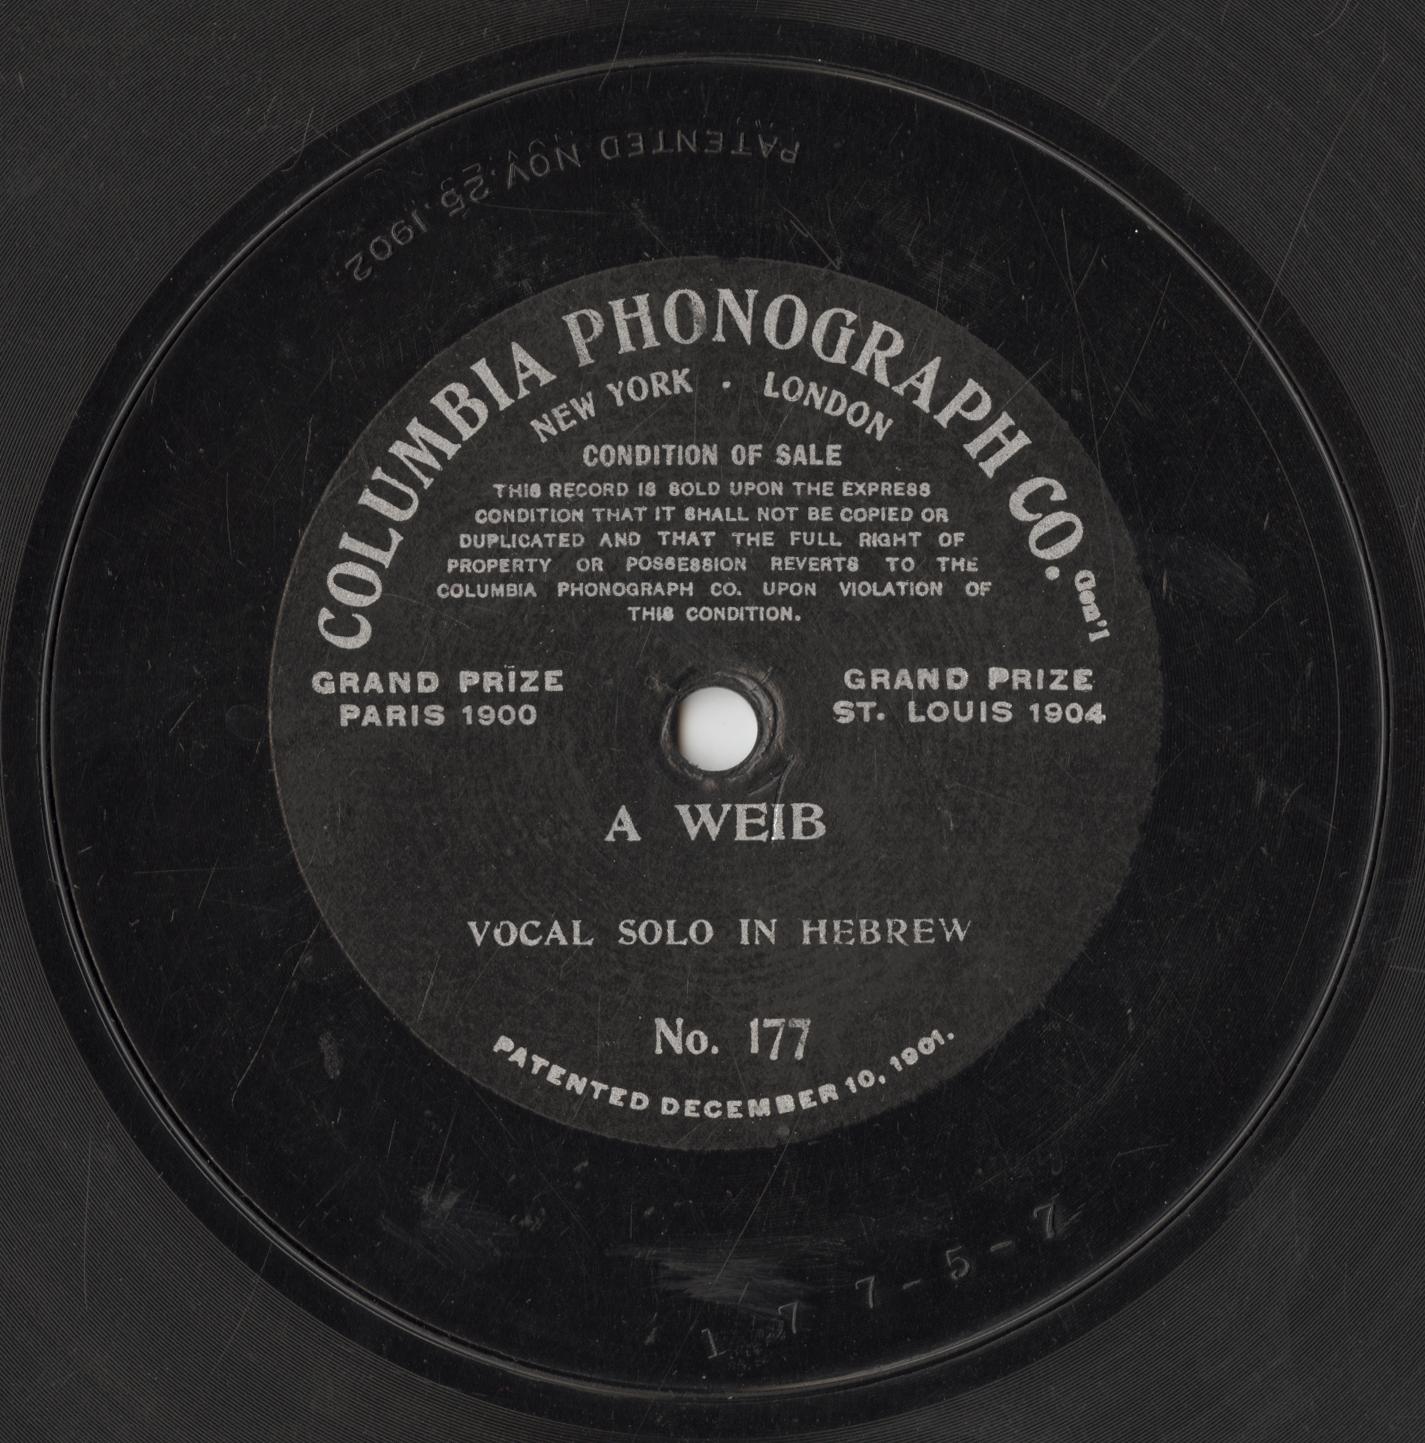 COLUMBIA PHONOGRAPH CO. Gen'l
NEW YORK · LONDON
CONDITION OF SALE
THIS RECORD IS SOLD UPON THE EXPRESS
CONDITION THAT IT SHALL NOT BE COPIED OR
DUPLICATED AND THAT THE FULL RIGHT OF
PROPERTY OR POSSESSION REVERTS TO THE
COLUMBIA PHONOGRAPH CO. UPON VIOLATION OF
THIS CONDITION.
GRAND PRIZE
PARIS 1900
GRAND PRIZE
ST. LOUIS 1904
A WEIB
VOCAL SOLO IN HEBREW
No. 177
PATENTED DECEMBER 10, 1901.
PATENTED NOV. 25, 1902
177-5-7